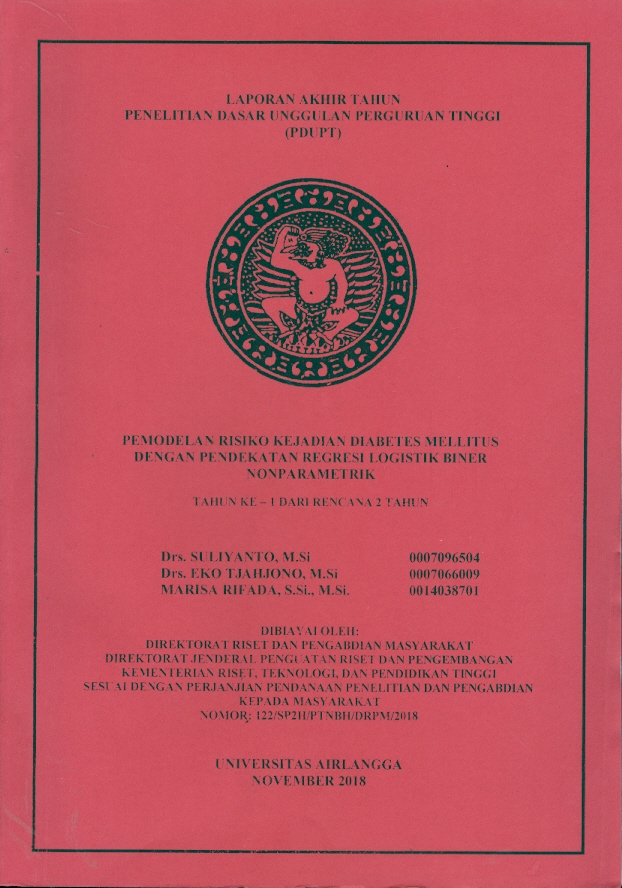 LAPORAN AKHIR TAHUN
PENELITIAN DASAR UNGGULAN PERGURUAN TINGGI
(PDUPT)
PEMODELAN RISIKO KEJADIAN DIABETES MELLITUS
DENGAN PENDEKATAN REGRESI LOGISTIK BINER
NONPARAMETRIK
TAHUN KE – 1 DARI RENCANA 2 TAHUN
Drs. SULIYANTO, M.Si 0007096504
Drs. EKO TJAHJONO, M.Si 0007066009
MARISA RIFADA, S.Si., M.Si. 0014038701
DIBIAYAI OLEH:
DIREKTORAT RISET DAN PENGABDIAN MASYARAKAT
DIREKTORAT JENDERAL PENGUATAN RISET DAN PENGEMBANGAN
KEMENTERIAN RISET, TEKNOLOGI, DAN PENDIDIKAN TINGGI
SESUAI DENGAN PERJANJIAN PENDANAAN PENELITIAN DAN PENGABDIAN
KEPADA MASYARAKAT
NOMOR: 122/SP2H/PTNBH/DRPM/2018
UNIVERSITAS AIRLANGGA
NOVEMBER 2018